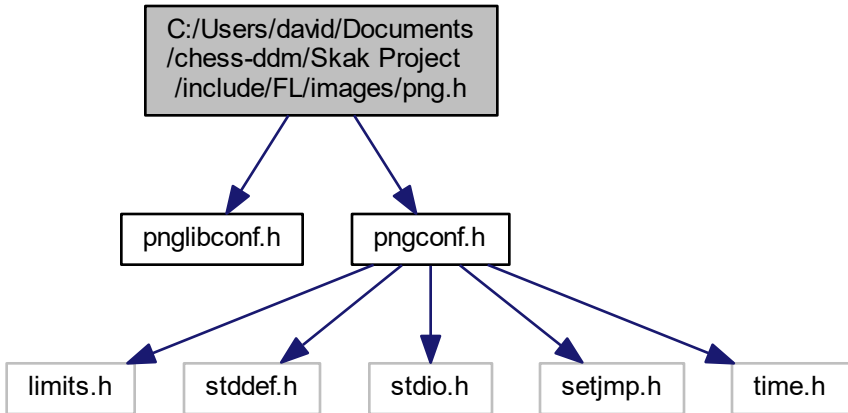 C:/Users/david/Documents
/chess-ddm/Skak Project
/include/FL/images/png.h
pnglibconf.h
pngconf.h
limits.h
stddef.h
stdio.h
setjmp.h
time.h